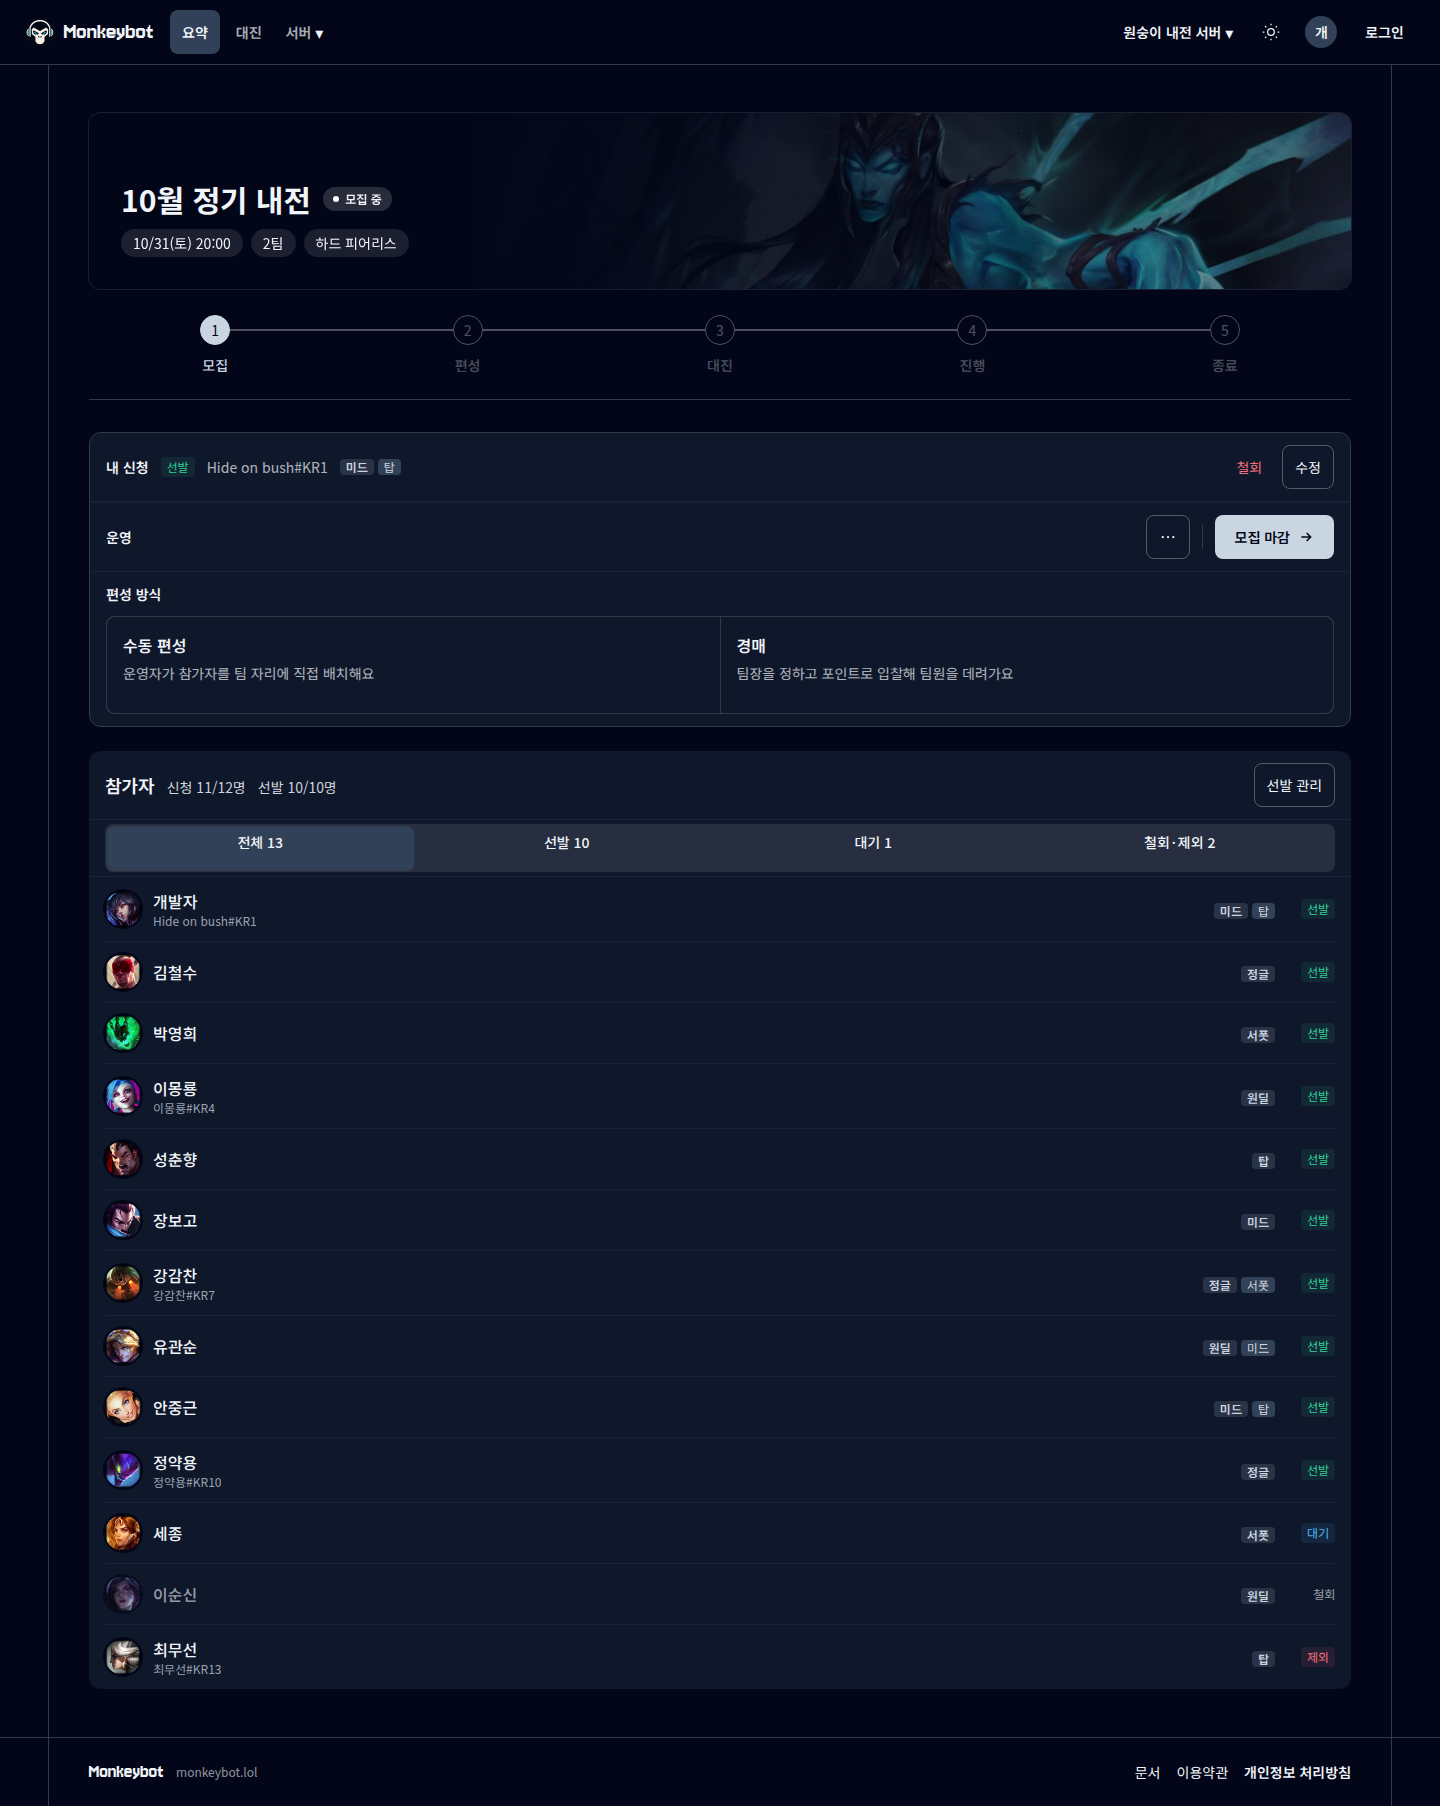 Monkeybot 요약 대진 서버 ▾ 원숭이 내전 서버 ▾ 개 로그인
10월 정기 내전 모집 중
10/31(토) 20:00 2팀 하드 피어리스
1 2 3 4 5
모집 편성 대진 진행 종료
내 신청 선발 Hide on bush#KR1 미드 탑 철회 수정
운영 ··· 모집 마감 →
편성 방식
수동 편성 경매
운영자가 참가자를 팀 자리에 직접 배치해요 팀장을 정하고 포인트로 입찰해 팀원을 데려가요
참가자 신청 11/12명 선발 10/10명 선발 관리
전체 13 선발 10 대기 1 철회·제외 2
개발자 미드 탑 선발
Hide on bush#KR1
김철수 정글 선발
박영희 서폿 선발
이몽룡 원딜 선발
이몽룡#KR4
성춘향 탑 선발
장보고 미드 선발
강감찬 정글 서폿 선발
강감찬#KR7
유관순 원딜 미드 선발
안중근 미드 탑 선발
정약용 정글 선발
정약용#KR10
세종 서폿 대기
이순신 원딜 철회
최무선 탑 제외
최무선#KR13
Monkeybot monkeybot.lol 문서 이용약관 개인정보 처리방침